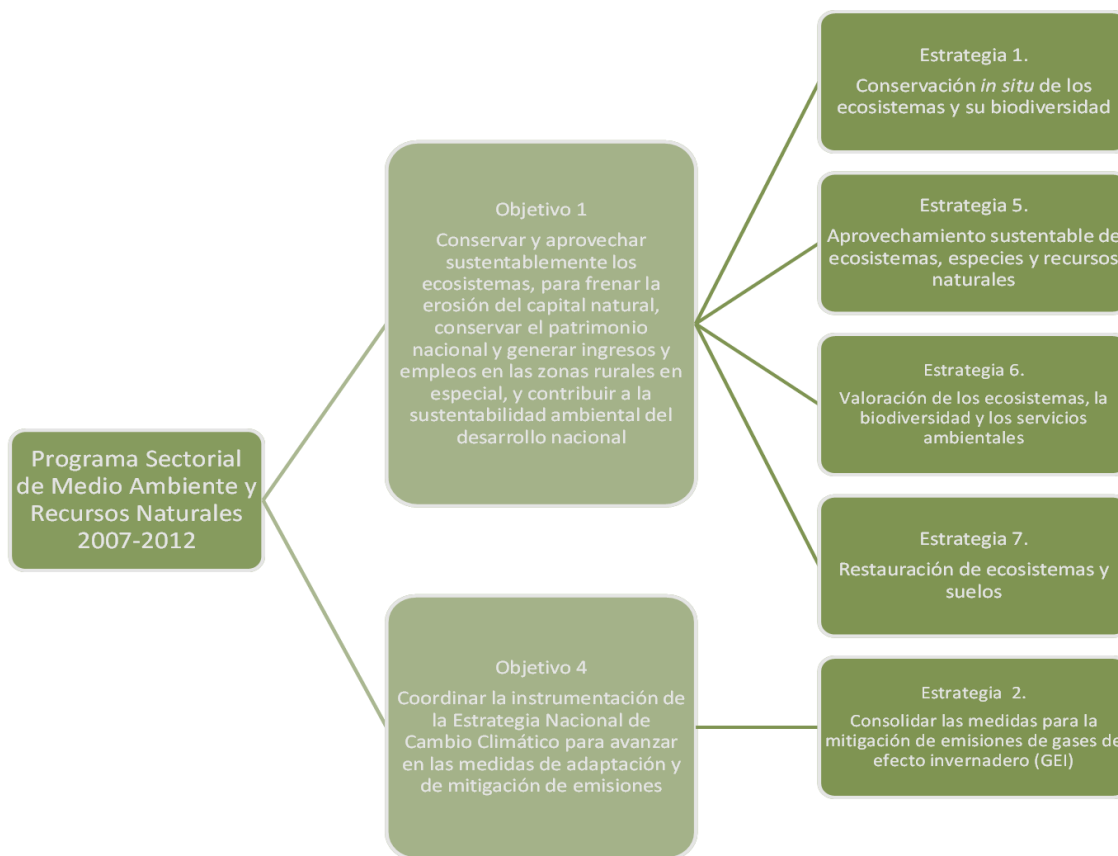 Programa Sectorial
de Medio Ambiente y
Recursos Naturales
2007-2012
Objetivo 1
Conservar y aprovechar
sustentablemente los
ecosistemas, para frenar la
erosión del capital natural,
conservar el patrimonio
nacional y generar ingresos y
empleos en las zonas rurales en
especial, y contribuir a la
sustentabilidad ambiental del
desarrollo nacional
Estrategia 1.
Conservación in situ de los
ecosistemas y su biodiversidad
Estrategia 5.
Aprovechamiento sustentable de
ecosistemas, especies y recursos
naturales
Estrategia 6.
Valoración de los ecosistemas, la
biodiversidad y los servicios
ambientales
Estrategia 7.
Restauración de ecosistemas y
suelos
Objetivo 4
Coordinar la instrumentación de
la Estrategia Nacional de
Cambio Climático para avanzar
en las medidas de adaptación y
de mitigación de emisiones
Estrategia 2.
Consolidar las medidas para la
mitigación de emisiones de gases de
efecto invernadero (GEI)